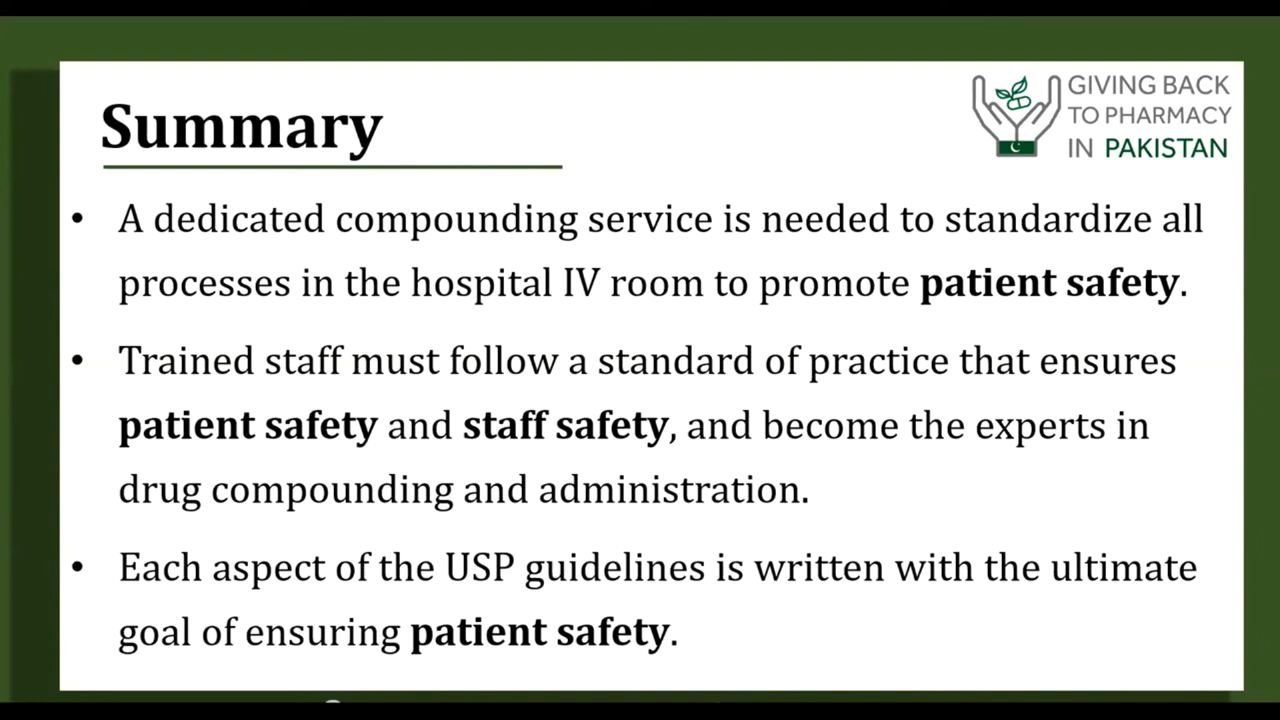 Summary
GIVING BACK
TO PHARMACY
IN PAKISTAN
• A dedicated compounding service is needed to standardize all
processes in the hospital IV room to promote patient safety.
• Trained staff must follow a standard of practice that ensures
patient safety and staff safety, and become the experts in
drug compounding and administration.
• Each aspect of the USP guidelines is written with the ultimate
goal of ensuring patient safety.